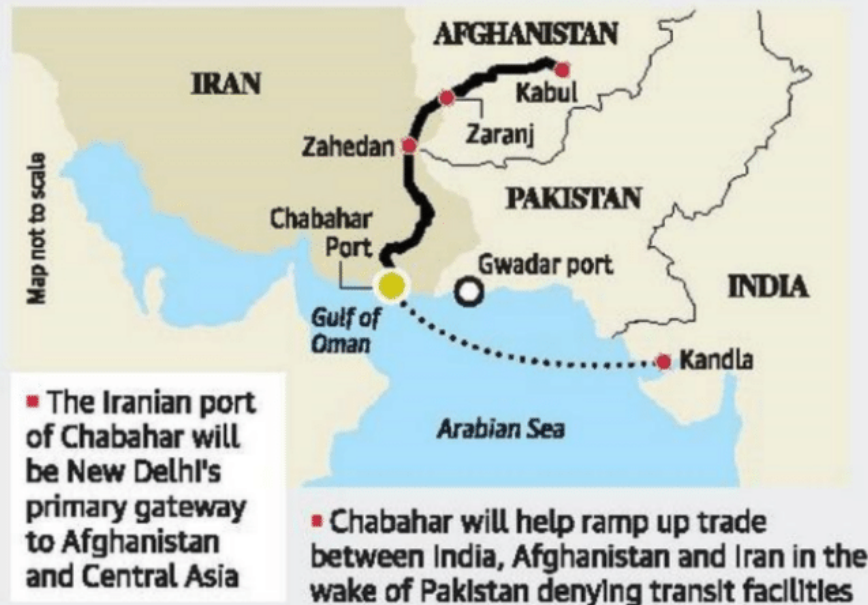 AFGHANISTAN
IRAN
Kabul
Zaranj
Zahedan
PAKISTAN
Chabahar
Port
Gwadar port
INDIA
Gulf of
Oman
Kandla
Arabian Sea
Map not to scale
▪ The Iranian port
of Chabahar will
be New Delhi's
primary gateway
to Afghanistan
and Central Asia
▪ Chabahar will help ramp up trade
between India, Afghanistan and Iran in the
wake of Pakistan denying transit facilities